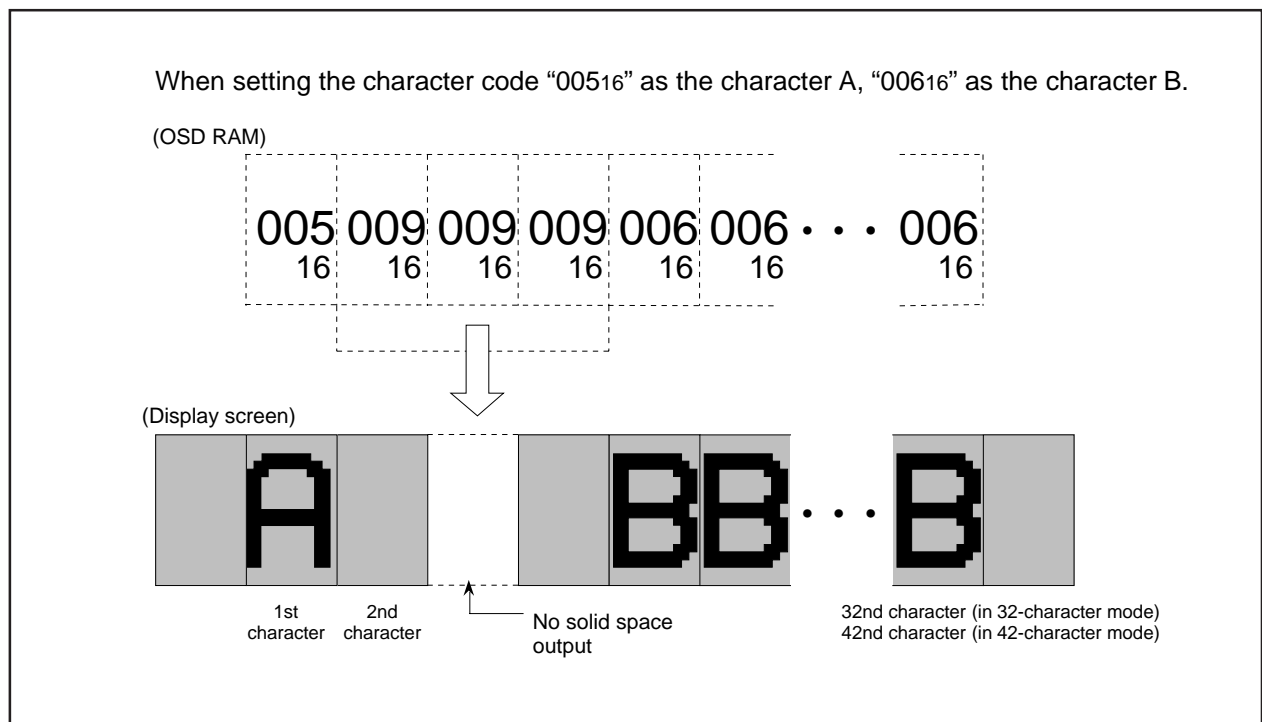 When setting the character code “00516” as the character A, “00616” as the character B.
(OSD RAM)
005 009 009 009 006 006 · · · 006
16 16 16 16 16 16 16
(Display screen)
A B B · · · B
1st character
2nd character
No solid space
output
32nd character (in 32-character mode)
42nd character (in 42-character mode)